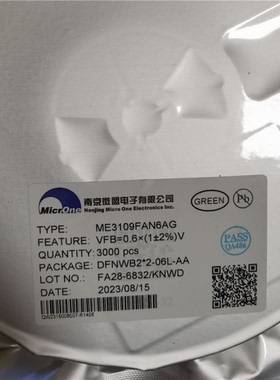 MicrOne
南京微盟电子有限公司
Nanjing Micro One Electronics Inc.
TYPE: ME3109FAN6AG
FEATURE: VFB=0.6×(1±2%)V
QUANTITY: 3000 pcs
PACKAGE: DFNWB2*2-06L-AA
LOT NO.: FA28-6832/KNWD
DATE: 2023/08/15
GREEN
Pb
PASS
QA486